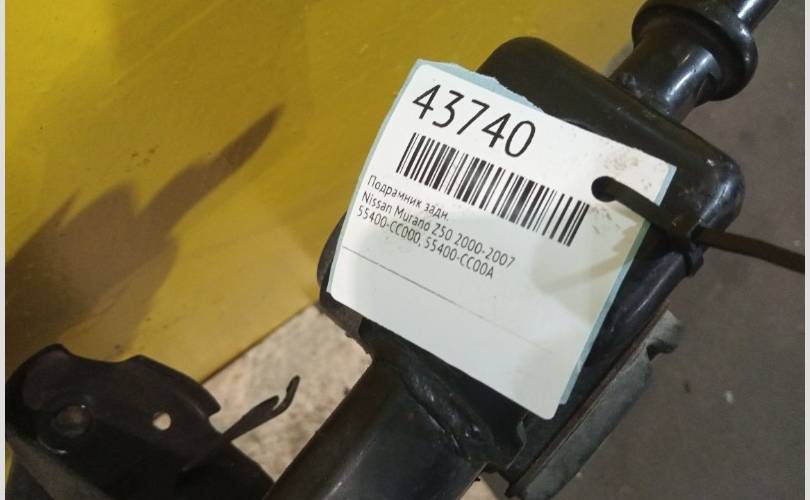 43740
Подрамник задн.
Nissan Murano Z50 2000-2007
55400-CC000, 55400-CC00A